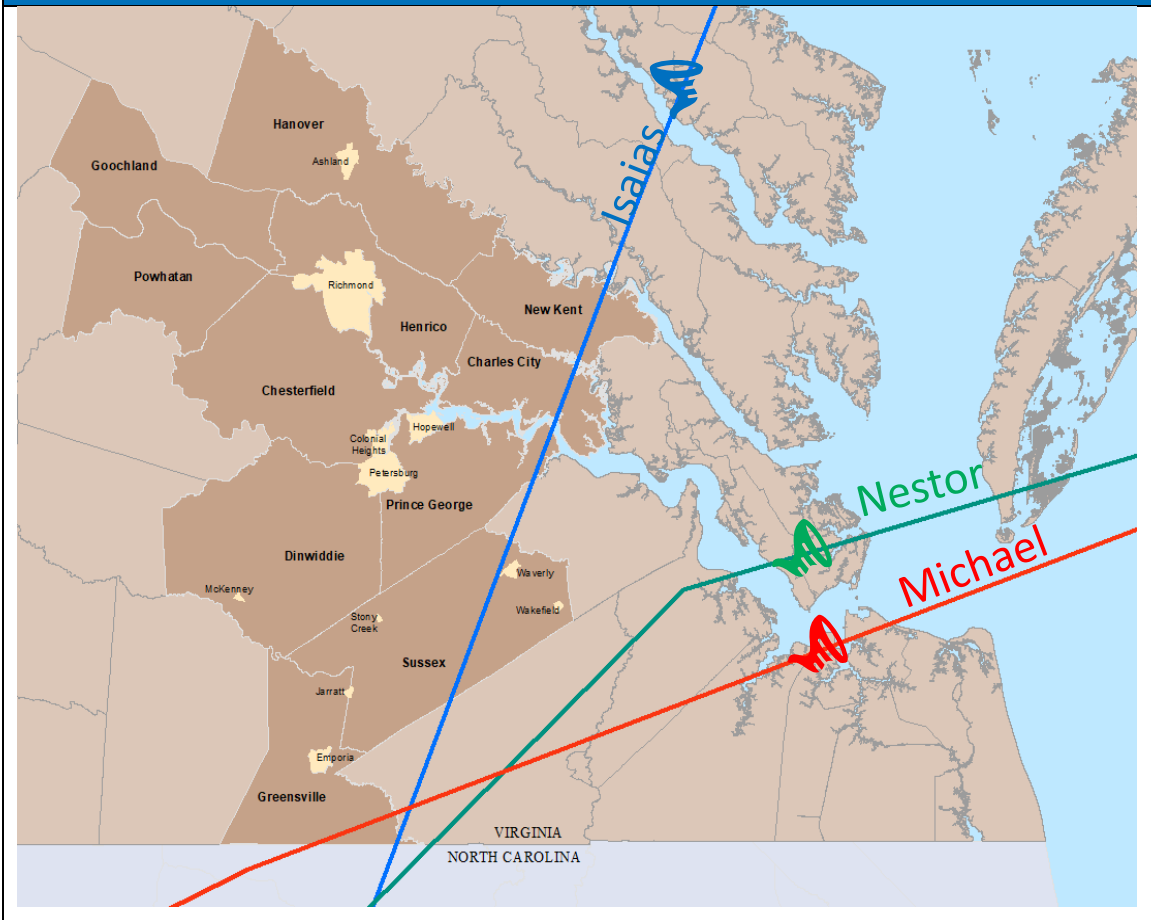 Hanover
Ashland
Goochland
Isaias
Powhatan
Richmond
New Kent
Henrico
Charles City
Chesterfield
Hopewell
Colonial
Heights
Petersburg
Nestor
Prince George
Dinwiddie
Michael
Waverly
McKenney
Wakefield
Stony
Creek
Sussex
Jarratt
Emporia
Greensville
VIRGINIA
NORTH CAROLINA